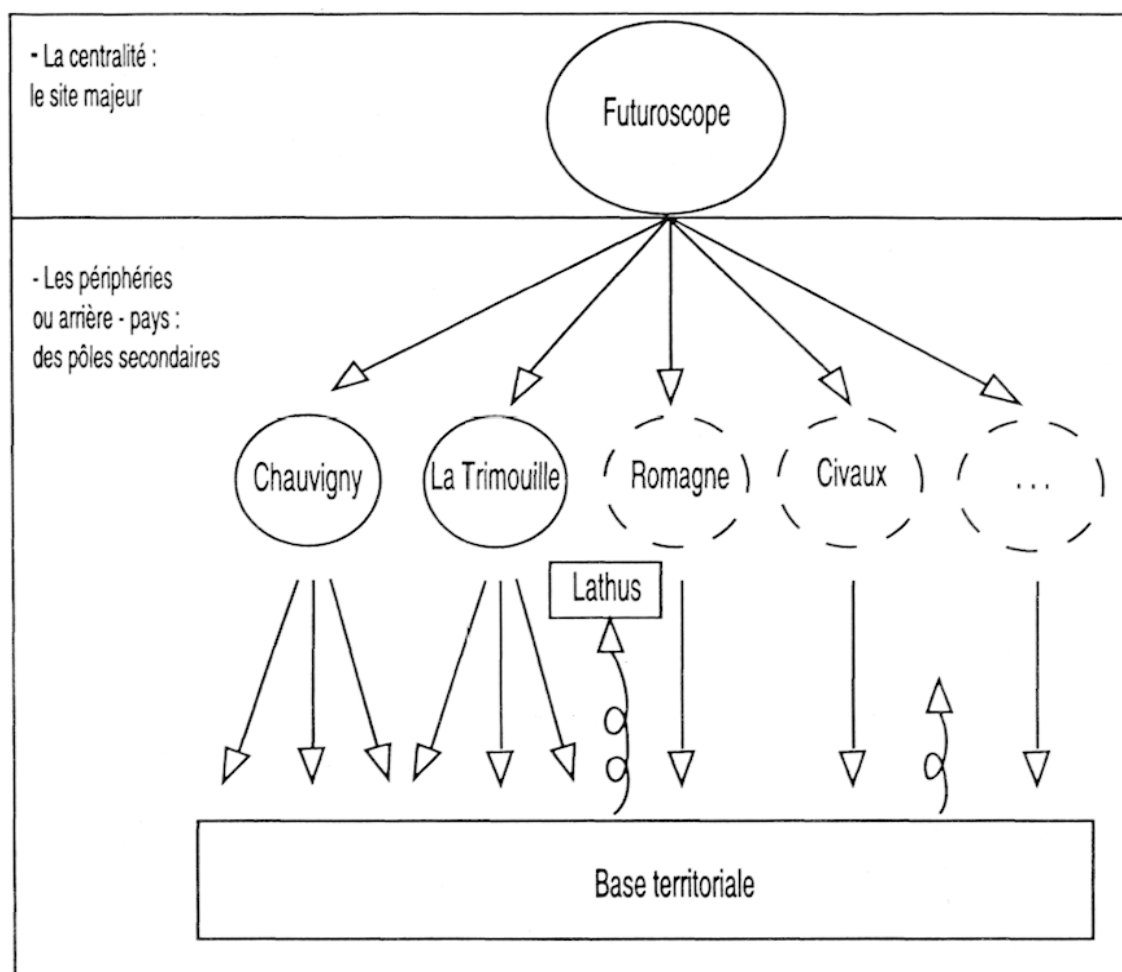 - La centralité :
le site majeur
Futuroscope
- Les périphéries
ou arrière - pays :
des pôles secondaires
Chauvigny
La Trimouille
Romagne
Civaux
. . .
Lathus
Base territoriale